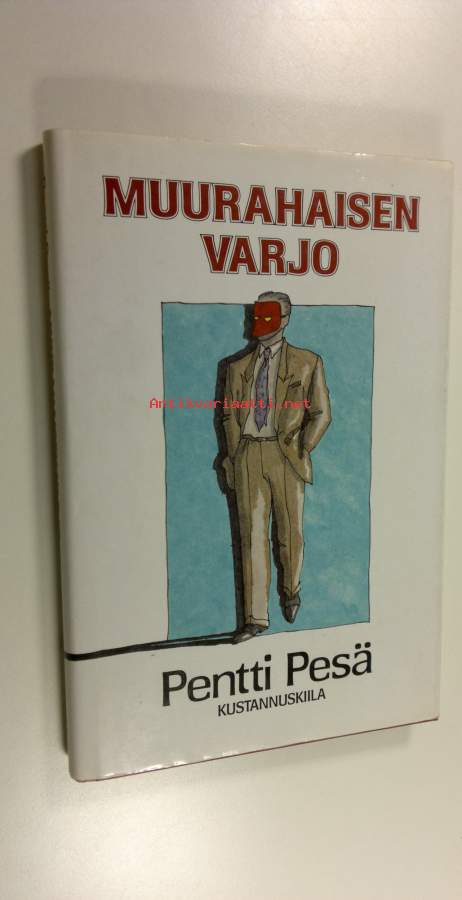 MUURAHAISEN
VARJO
Antikvariaatti.net
Pentti Pesä
KUSTANNUSKIILA